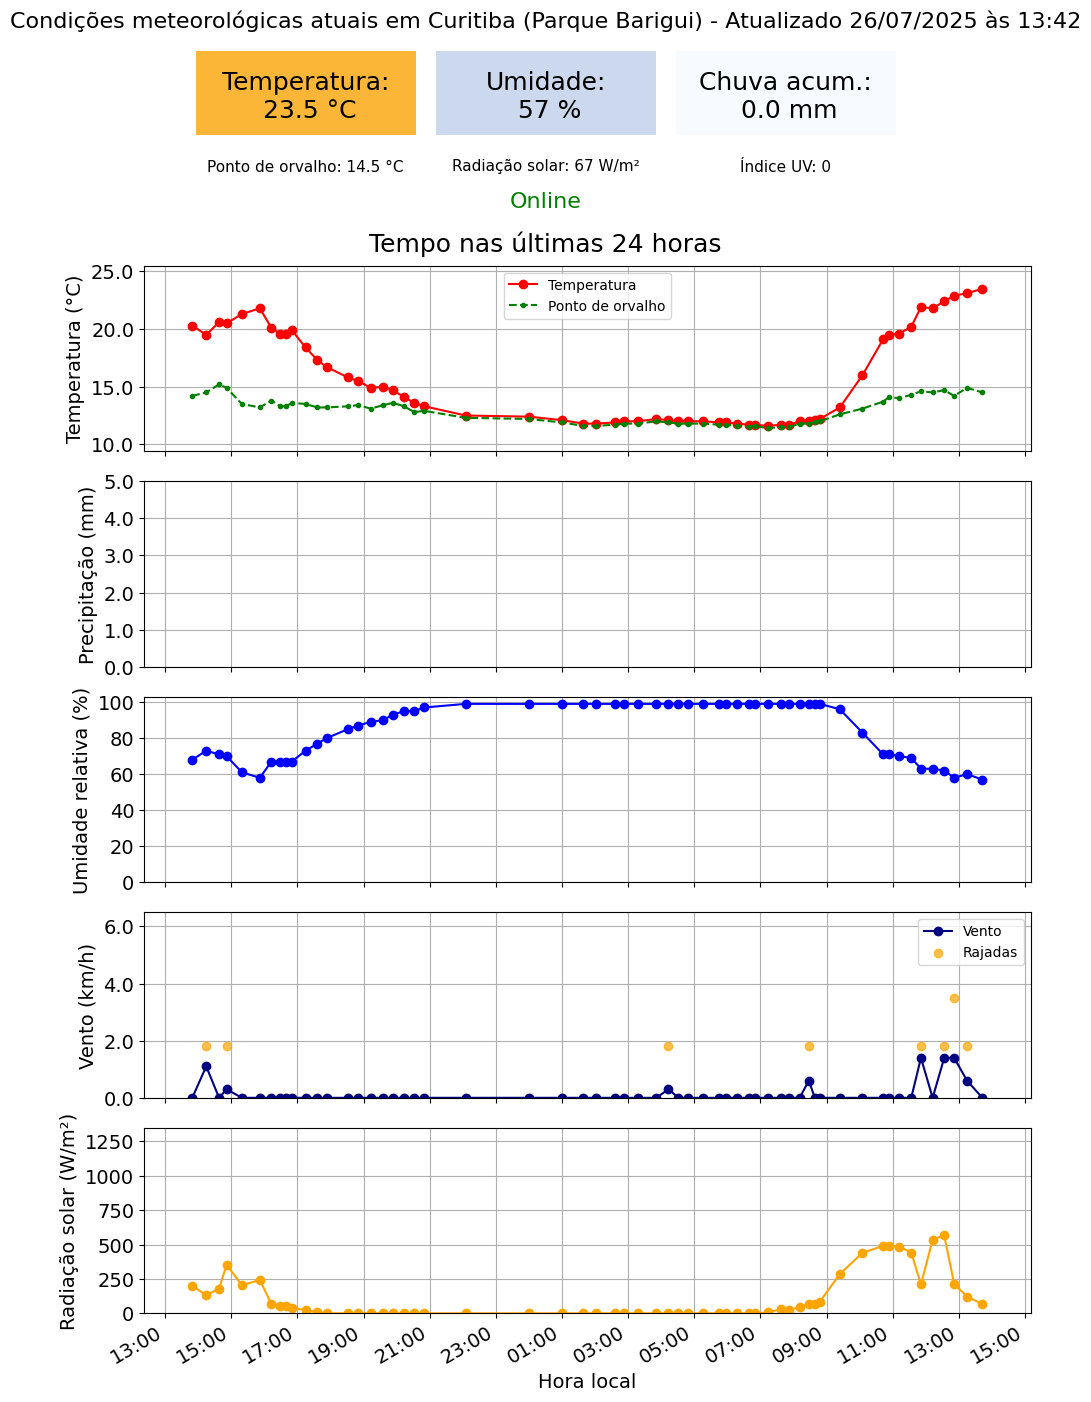 Condições meteorológicas atuais em Curitiba (Parque Barigui) - Atualizado 26/07/2025 às 13:42
Temperatura:
23.5 °C
Umidade:
57 %
Chuva acum.:
0.0 mm
Ponto de orvalho: 14.5 °C
Radiação solar: 67 W/m²
Índice UV: 0
Online
Tempo nas últimas 24 horas
Temperatura (°C)
25.0
20.0
15.0
10.0
Temperatura
Ponto de orvalho
Precipitação (mm)
5.0
4.0
3.0
2.0
1.0
0.0
Umidade relativa (%)
100
80
60
40
20
0
Vento (km/h)
6.0
4.0
2.0
0.0
Vento
Rajadas
Radiação solar (W/m²)
1250
1000
750
500
250
0
13:00 15:00 17:00 19:00 21:00 23:00 01:00 03:00 05:00 07:00 09:00 11:00 13:00 15:00
Hora local